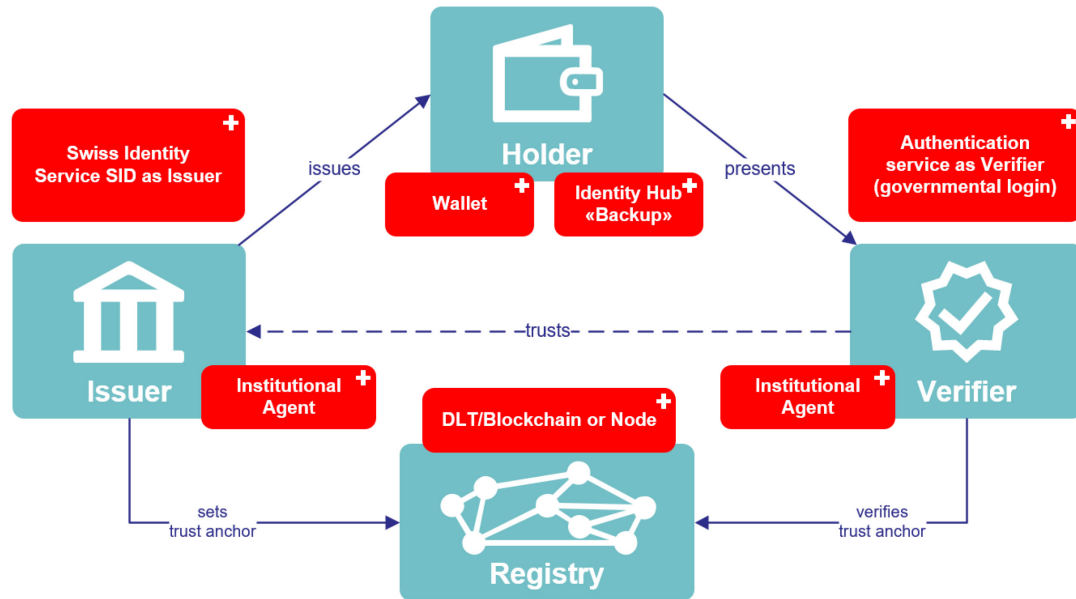 Holder
Wallet
Identity Hub
«Backup»
issues
presents
Swiss Identity
Service SID as Issuer
Authentication
service as Verifier
(governmental login)
trusts
Issuer
Institutional
Agent
Institutional
Agent
Verifier
DLT/Blockchain or Node
sets
trust anchor
verifies
trust anchor
Registry